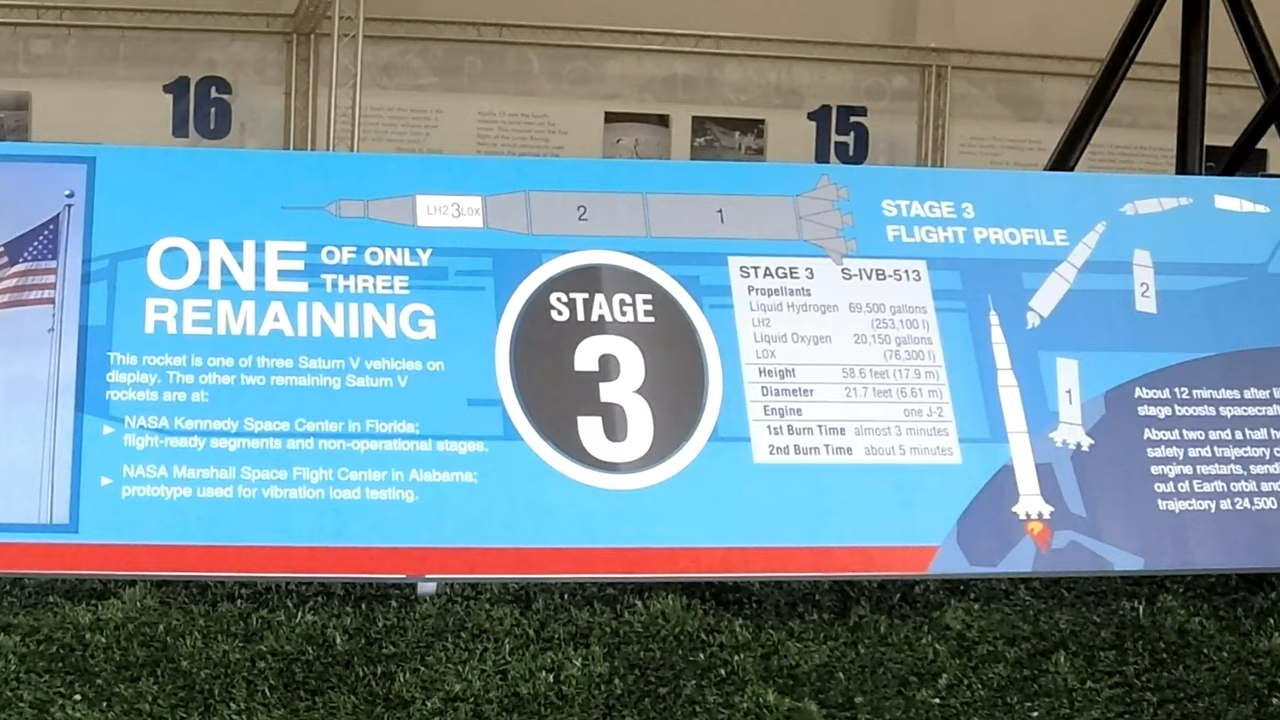 16
15
LH2 3 LOX
2
1
ONE OF ONLY
THREE
REMAINING
This rocket is one of three Saturn V vehicles on
display. The other two remaining Saturn V
rockets are at:
NASA Kennedy Space Center in Florida;
flight-ready segments and non-operational stages.
NASA Marshall Space Flight Center in Alabama;
prototype used for vibration load testing.
STAGE
3
STAGE 3 S-IVB-513
Propellants
Liquid Hydrogen 69,500 gallons
LH2 (253,100 l)
Liquid Oxygen 20,150 gallons
LOX (76,300 l)
Height 58.6 feet (17.9 m)
Diameter 21.7 feet (6.61 m)
Engine one J-2
1st Burn Time almost 3 minutes
2nd Burn Time about 5 minutes
STAGE 3
FLIGHT PROFILE
2
1
About 12 minutes after
stage boosts
About two and a half
safety and trajectory
engine restarts,
out of Earth orbit and
trajectory at 24,500